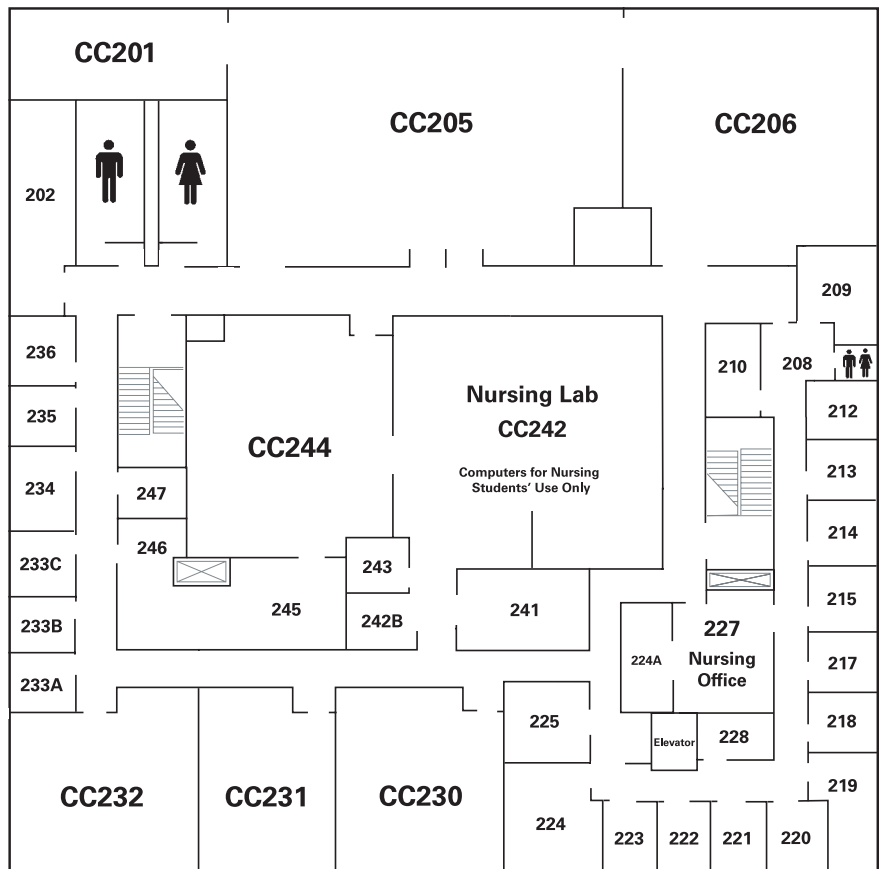 CC201
CC205
CC206
202
209
236
210
208
235
Nursing Lab
CC242
212
CC244
Computers for Nursing
Students' Use Only
213
234
247
214
246
233C
243
215
245
241
242B
233B
227
224A
Nursing
Office
217
233A
225
Elevator
228
218
CC232
CC231
CC230
219
224
223
222
221
220